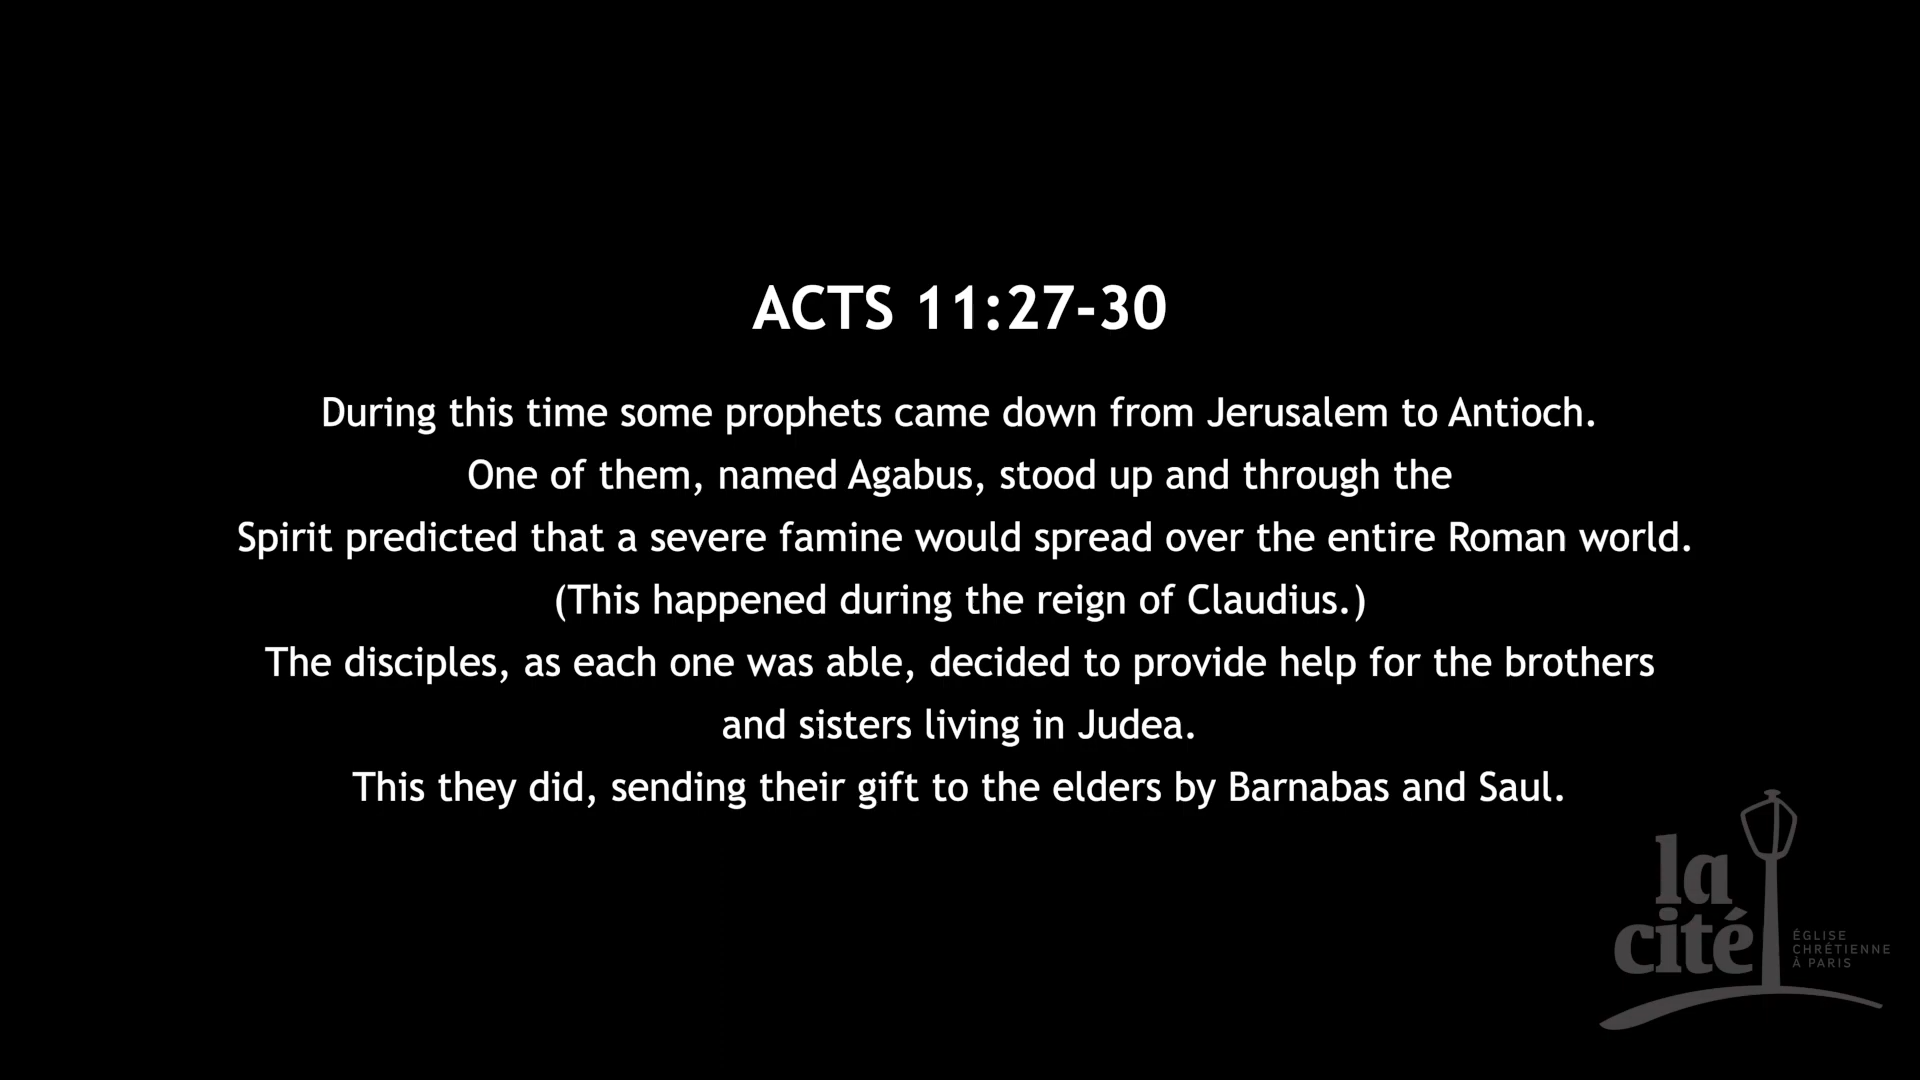 ACTS 11:27-30
During this time some prophets came down from Jerusalem to Antioch.
One of them, named Agabus, stood up and through the
Spirit predicted that a severe famine would spread over the entire Roman world.
(This happened during the reign of Claudius.)
The disciples, as each one was able, decided to provide help for the brothers
and sisters living in Judea.
This they did, sending their gift to the elders by Barnabas and Saul.
la
cité
ÉGLISE
CHRÉTIENNE
À PARIS